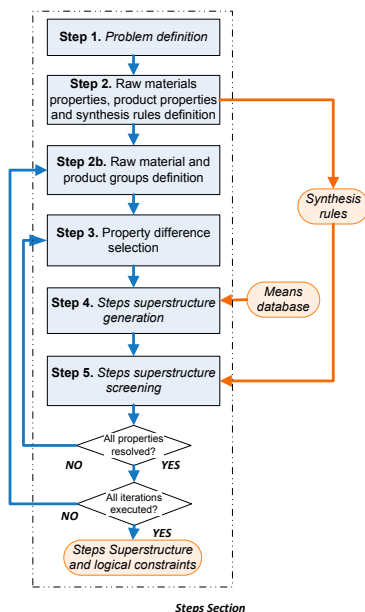 Step 1. Problem definition
Step 2. Raw materials
properties, product properties
and synthesis rules definition
Step 2b. Raw material and
product groups definition
Synthesis
rules
Step 3. Property difference
selection
Step 4. Steps superstructure
generation
Means
database
Step 5. Steps superstructure
screening
All properties
resolved?
NO
YES
All iterations
executed?
NO
YES
Steps Superstructure
and logical constraints
Steps Section